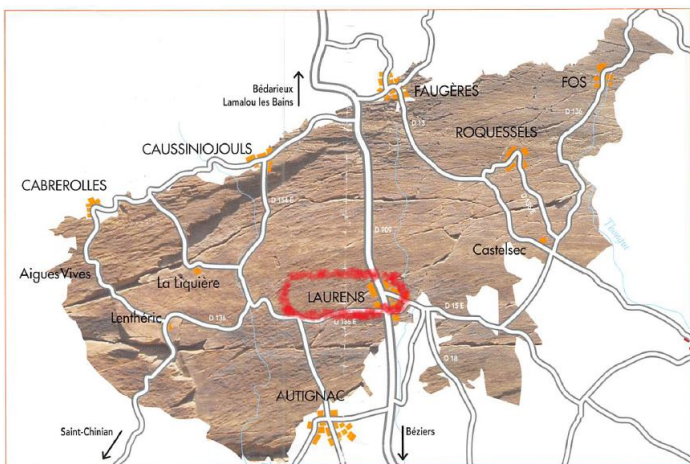 Bédarieux
Lamalou les Bains
FAUGÈRES
FOS
D 13
D 136
ROQUESSELS
CAUSSINIOJOULS
CABREROLLES
D 154 E
D 909
Castelsec
Aigues Vives
La Liquière
LAURENS
Lenthéric
D 136
D 136 E
D 15 E
D 18
AUTIGNAC
Saint-Chinian
Béziers